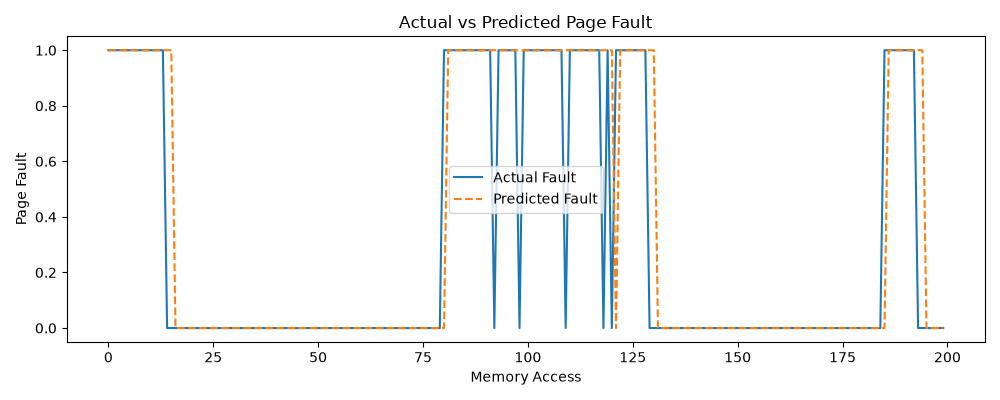 Actual vs Predicted Page Fault
Page Fault
1.0
0.8
0.6
0.4
0.2
0.0
Actual Fault
Predicted Fault
0 25 50 75 100 125 150 175 200
Memory Access